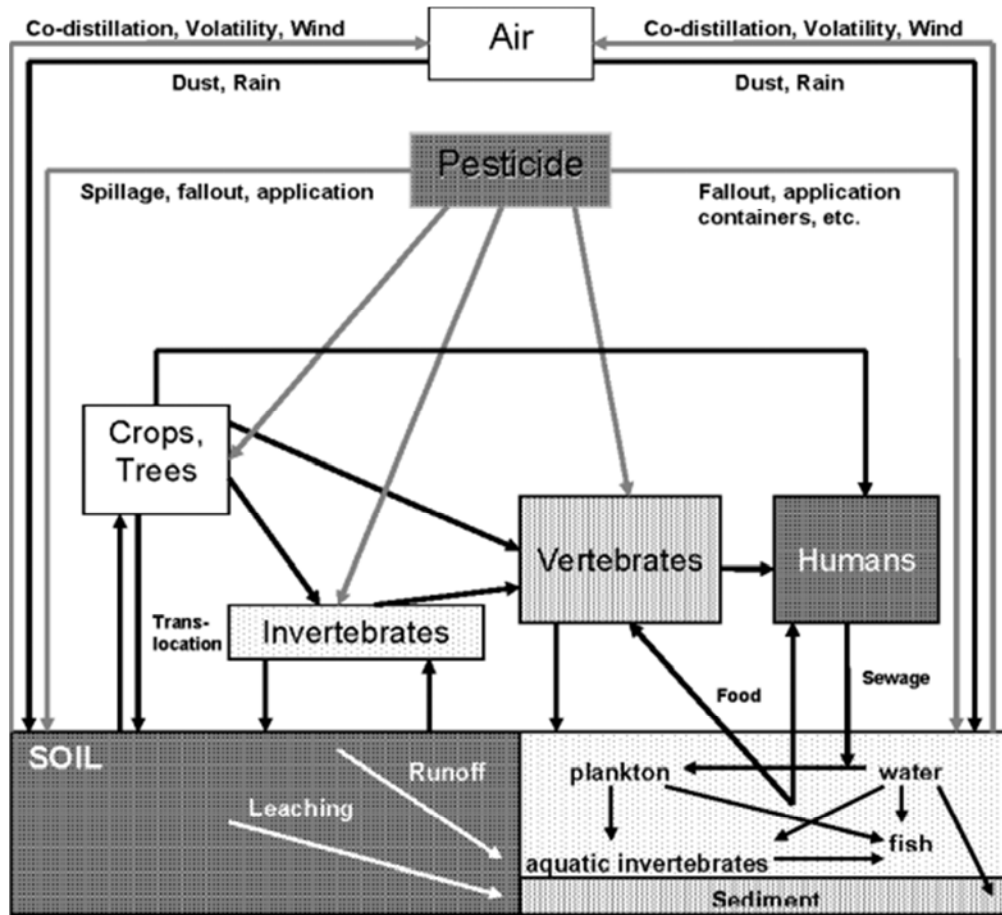 Co-distillation, Volatility, Wind
Air
Co-distillation, Volatility, Wind
Dust, Rain
Dust, Rain
Pesticide
Spillage, fallout, application
Fallout, application
containers, etc.
Crops,
Trees
Vertebrates
Humans
Invertebrates
Trans-
location
Food
Sewage
SOIL
Runoff
Leaching
plankton
water
fish
aquatic invertebrates
Sediment